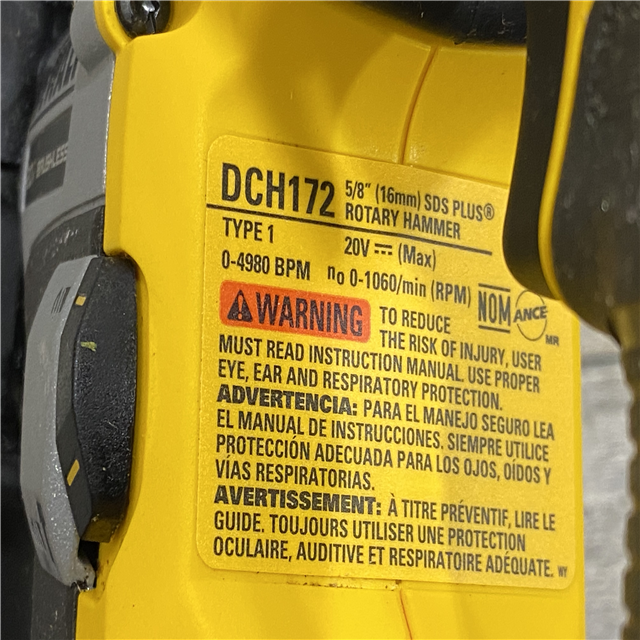 BRUSHLESS
DCH172 5/8" (16mm) SDS PLUS®
ROTARY HAMMER
TYPE 1 20V ⎓ (Max)
0-4980 BPM no 0-1060/min (RPM)
NOM ANCE
MR
WARNING TO REDUCE
THE RISK OF INJURY, USER
MUST READ INSTRUCTION MANUAL. USE PROPER
EYE, EAR AND RESPIRATORY PROTECTION.
ADVERTENCIA: PARA EL MANEJO SEGURO LEA
EL MANUAL DE INSTRUCCIONES. SIEMPRE UTILICE
PROTECCIÓN ADECUADA PARA LOS OJOS, OÍDOS Y
VÍAS RESPIRATORIAS.
AVERTISSEMENT: À TITRE PRÉVENTIF, LIRE LE
GUIDE. TOUJOURS UTILISER UNE PROTECTION
OCULAIRE, AUDITIVE ET RESPIRATOIRE ADÉQUATE. WY